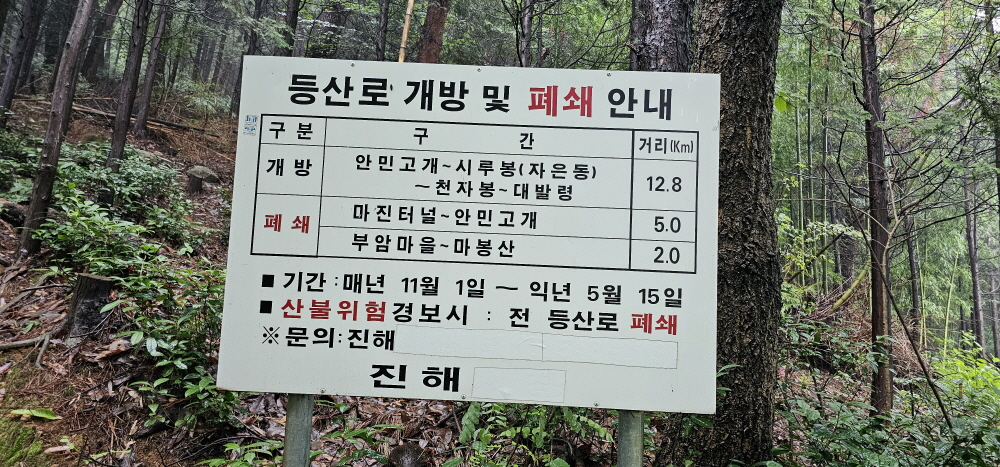 등산로 개방 및 폐쇄 안내
구 분 구 간 거리(Km)
개 방 안민고개~시루봉(자은동)
~천자봉~대발령 12.8
폐 쇄 마진터널~안민고개 5.0
부암마을~마봉산 2.0
■ 기간 : 매년 11월 1일 ~ 익년 5월 15일
■ 산불위험경보시 : 전 등산로 폐쇄
※ 문의:진해
진 해